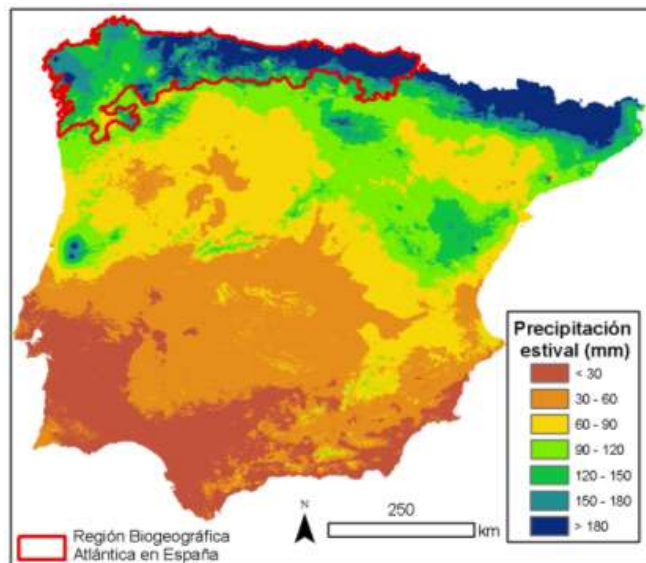 Precipitación
estival (mm)
< 30
30 - 60
60 - 90
90 - 120
120 - 150
150 - 180
> 180
N
250
km
Región Biogeográfica
Atlántica en España